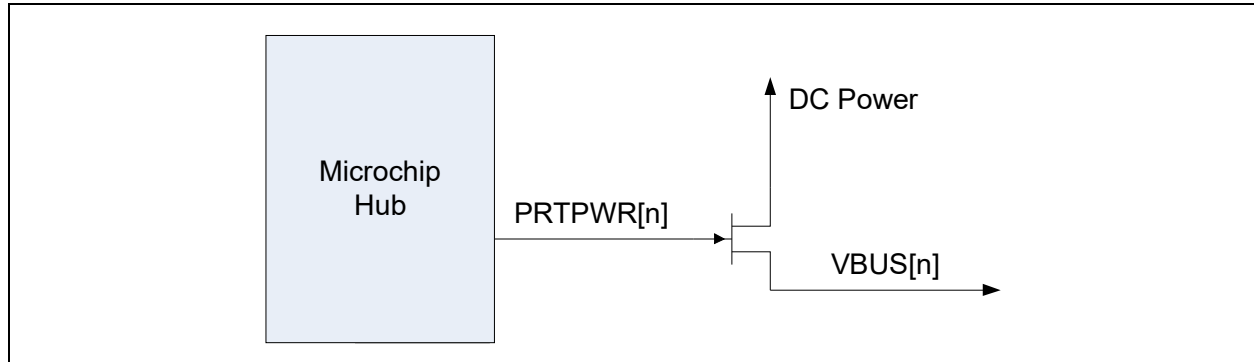 DC Power
Microchip
Hub
PRTPWR[n]
VBUS[n]